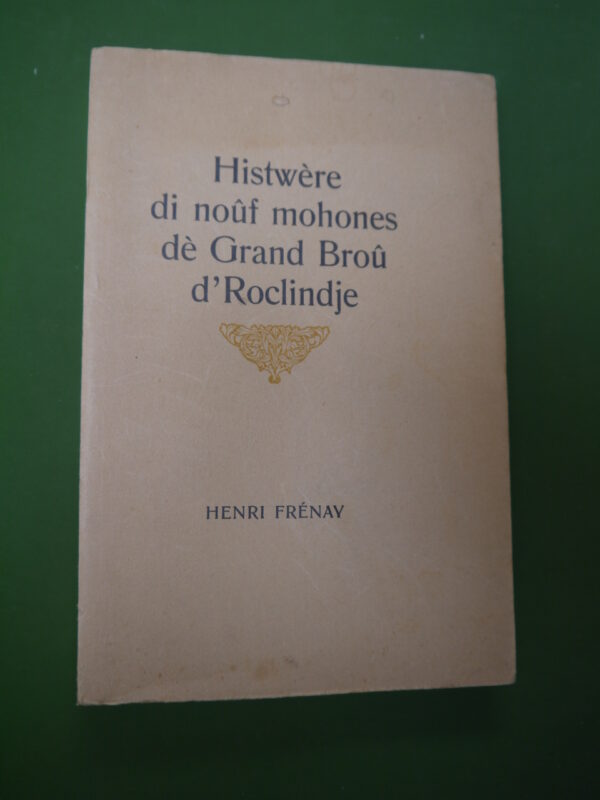 Histwère
di noûf mohones
dè Grand Broû
d'Roclindje
HENRI FRÉNAY